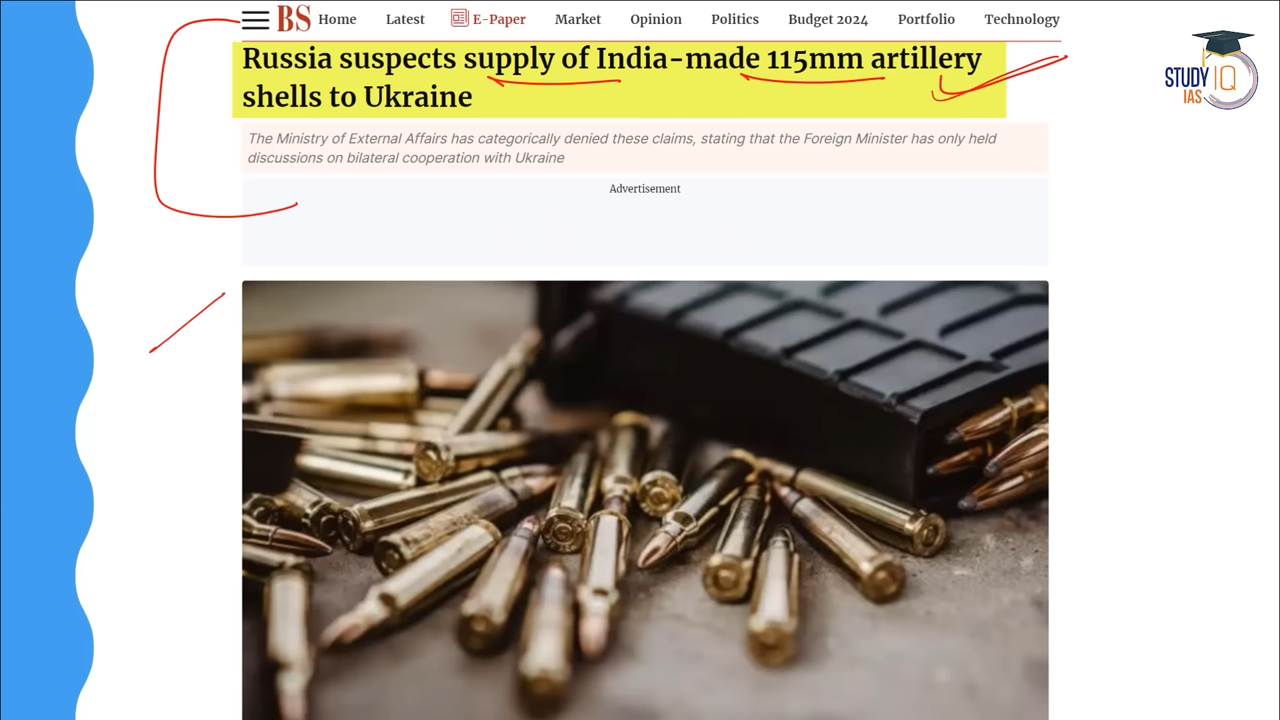 BS Home Latest E-Paper Market Opinion Politics Budget 2024 Portfolio Technology
Russia suspects supply of India-made 115mm artillery
shells to Ukraine
The Ministry of External Affairs has categorically denied these claims, stating that the Foreign Minister has only held
discussions on bilateral cooperation with Ukraine
Advertisement
STUDY IQ
IAS